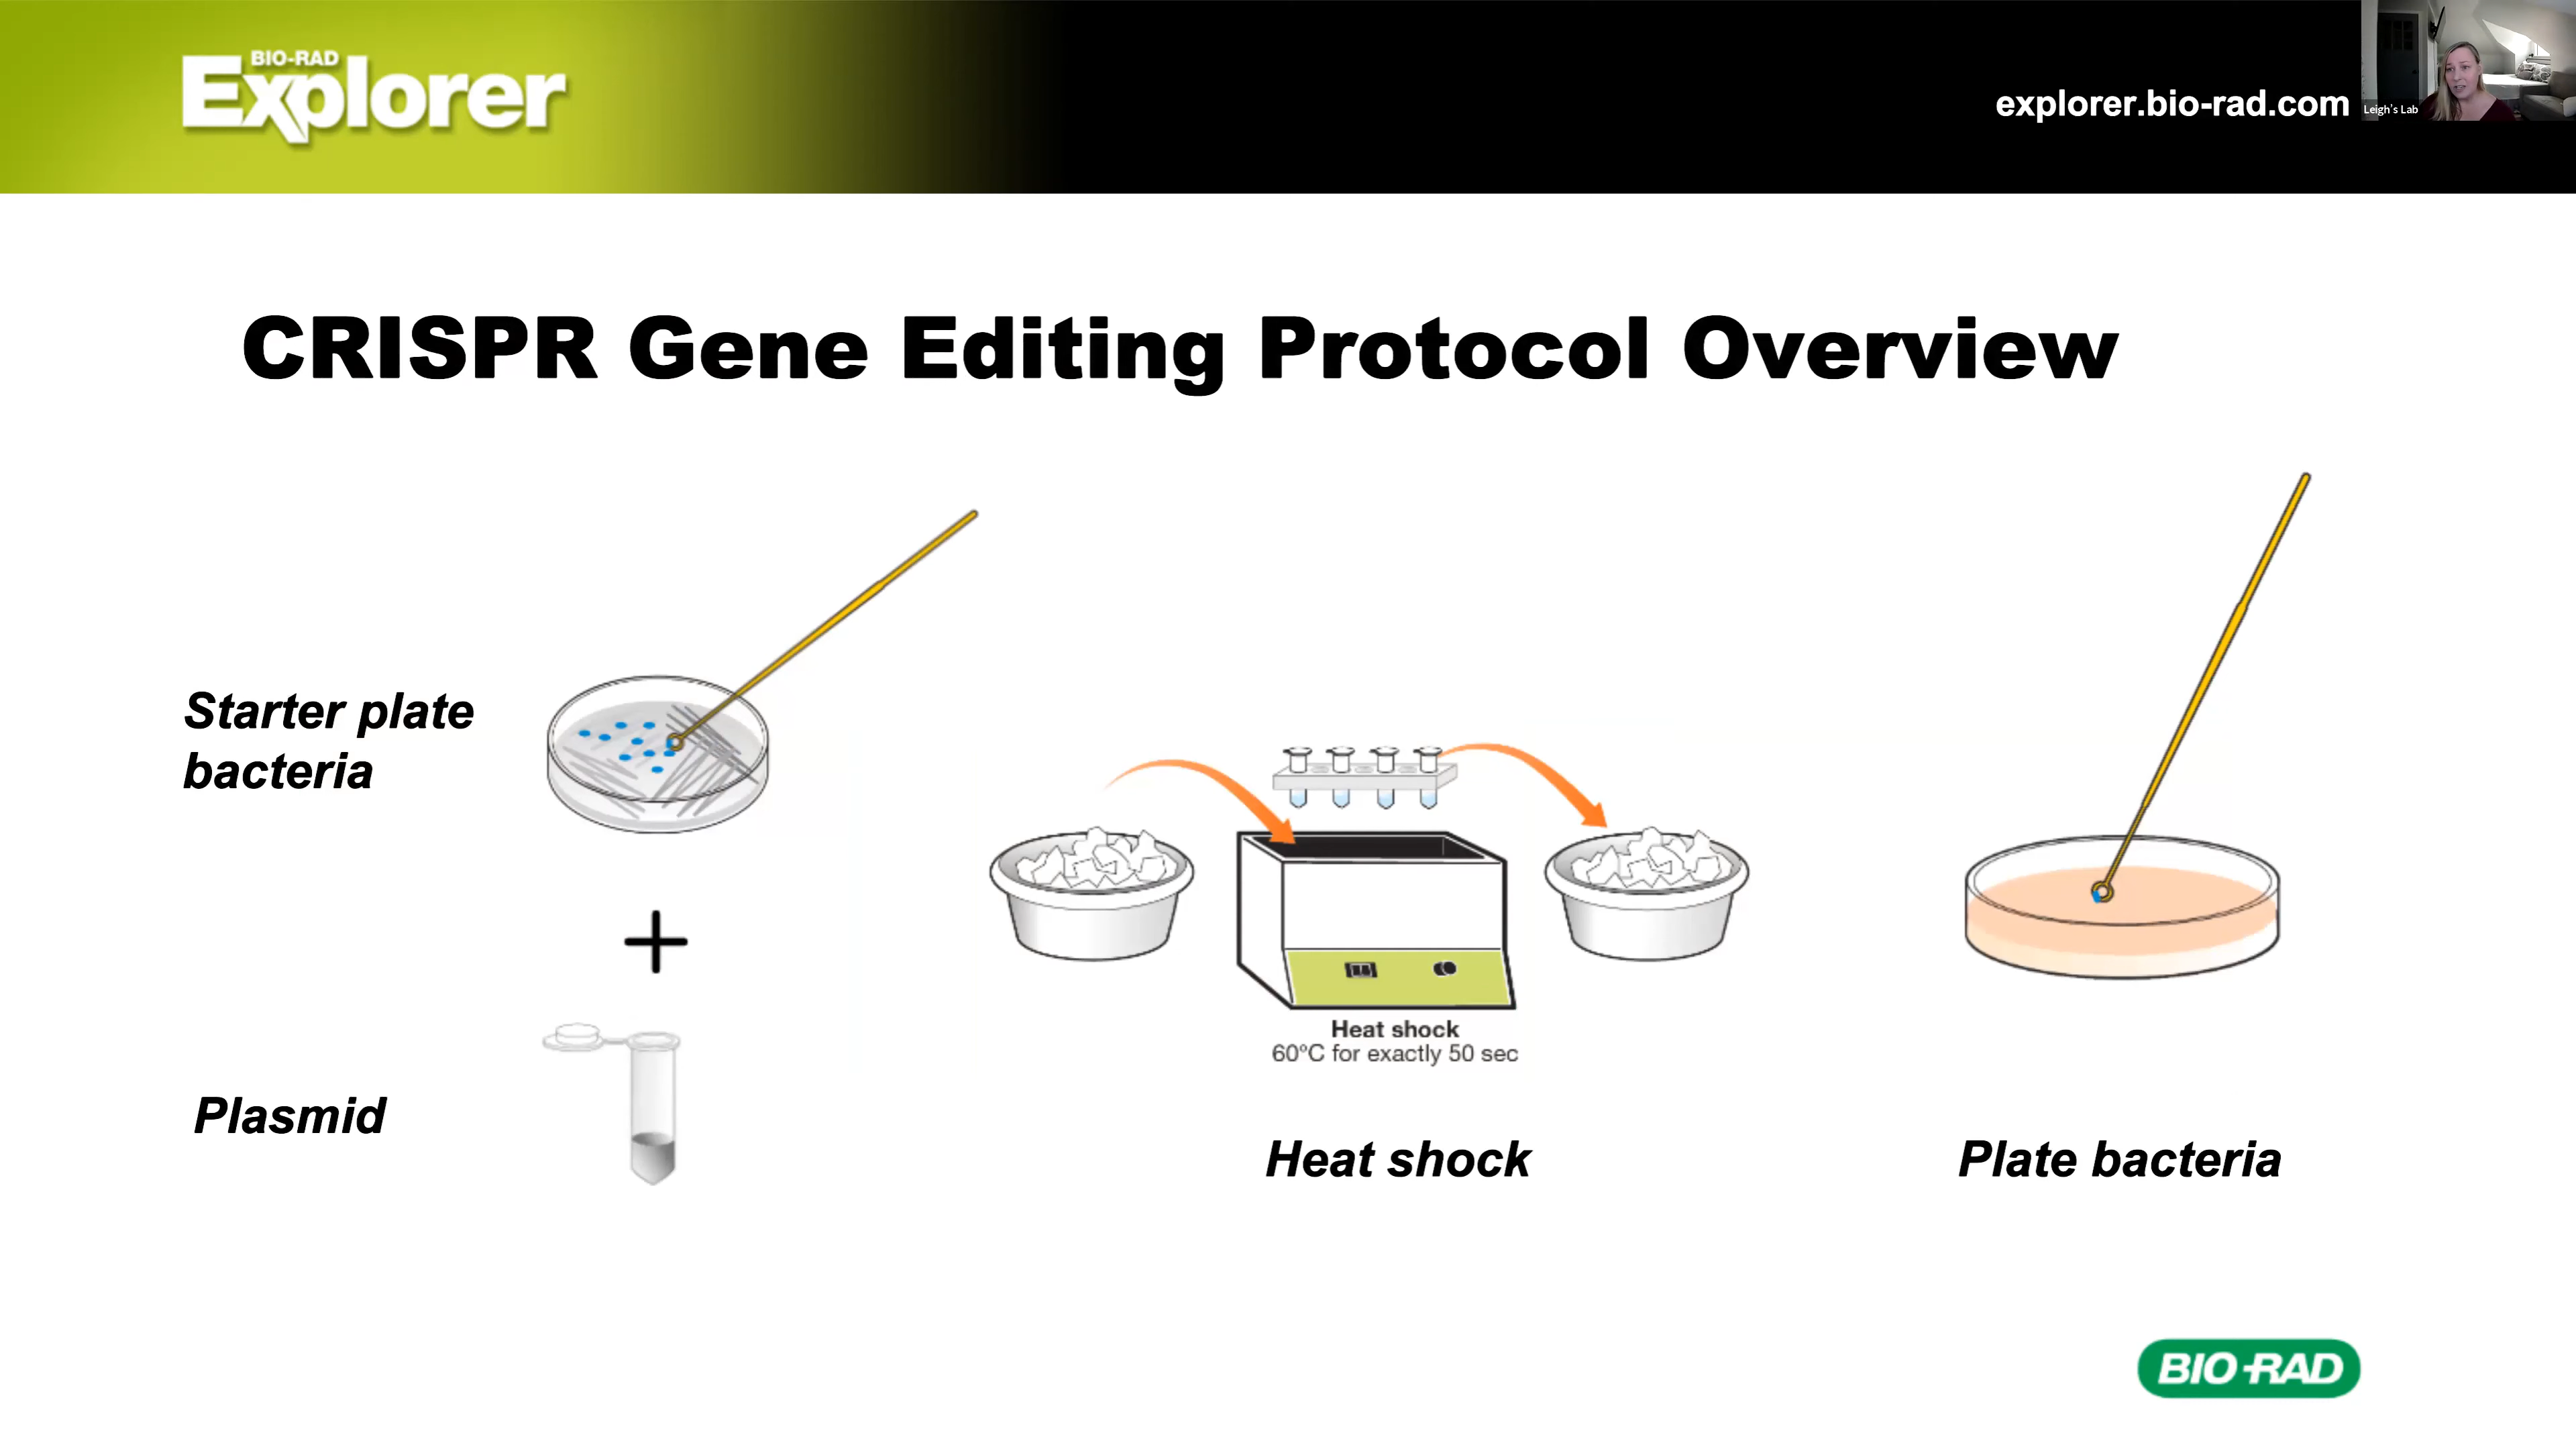 BIO-RAD
Explorer
explorer.bio-rad.com
Leigh's Lab
CRISPR Gene Editing Protocol Overview
Starter plate
bacteria
Plasmid
Heat shock
60°C for exactly 50 sec
Heat shock
Plate bacteria
BIO-RAD